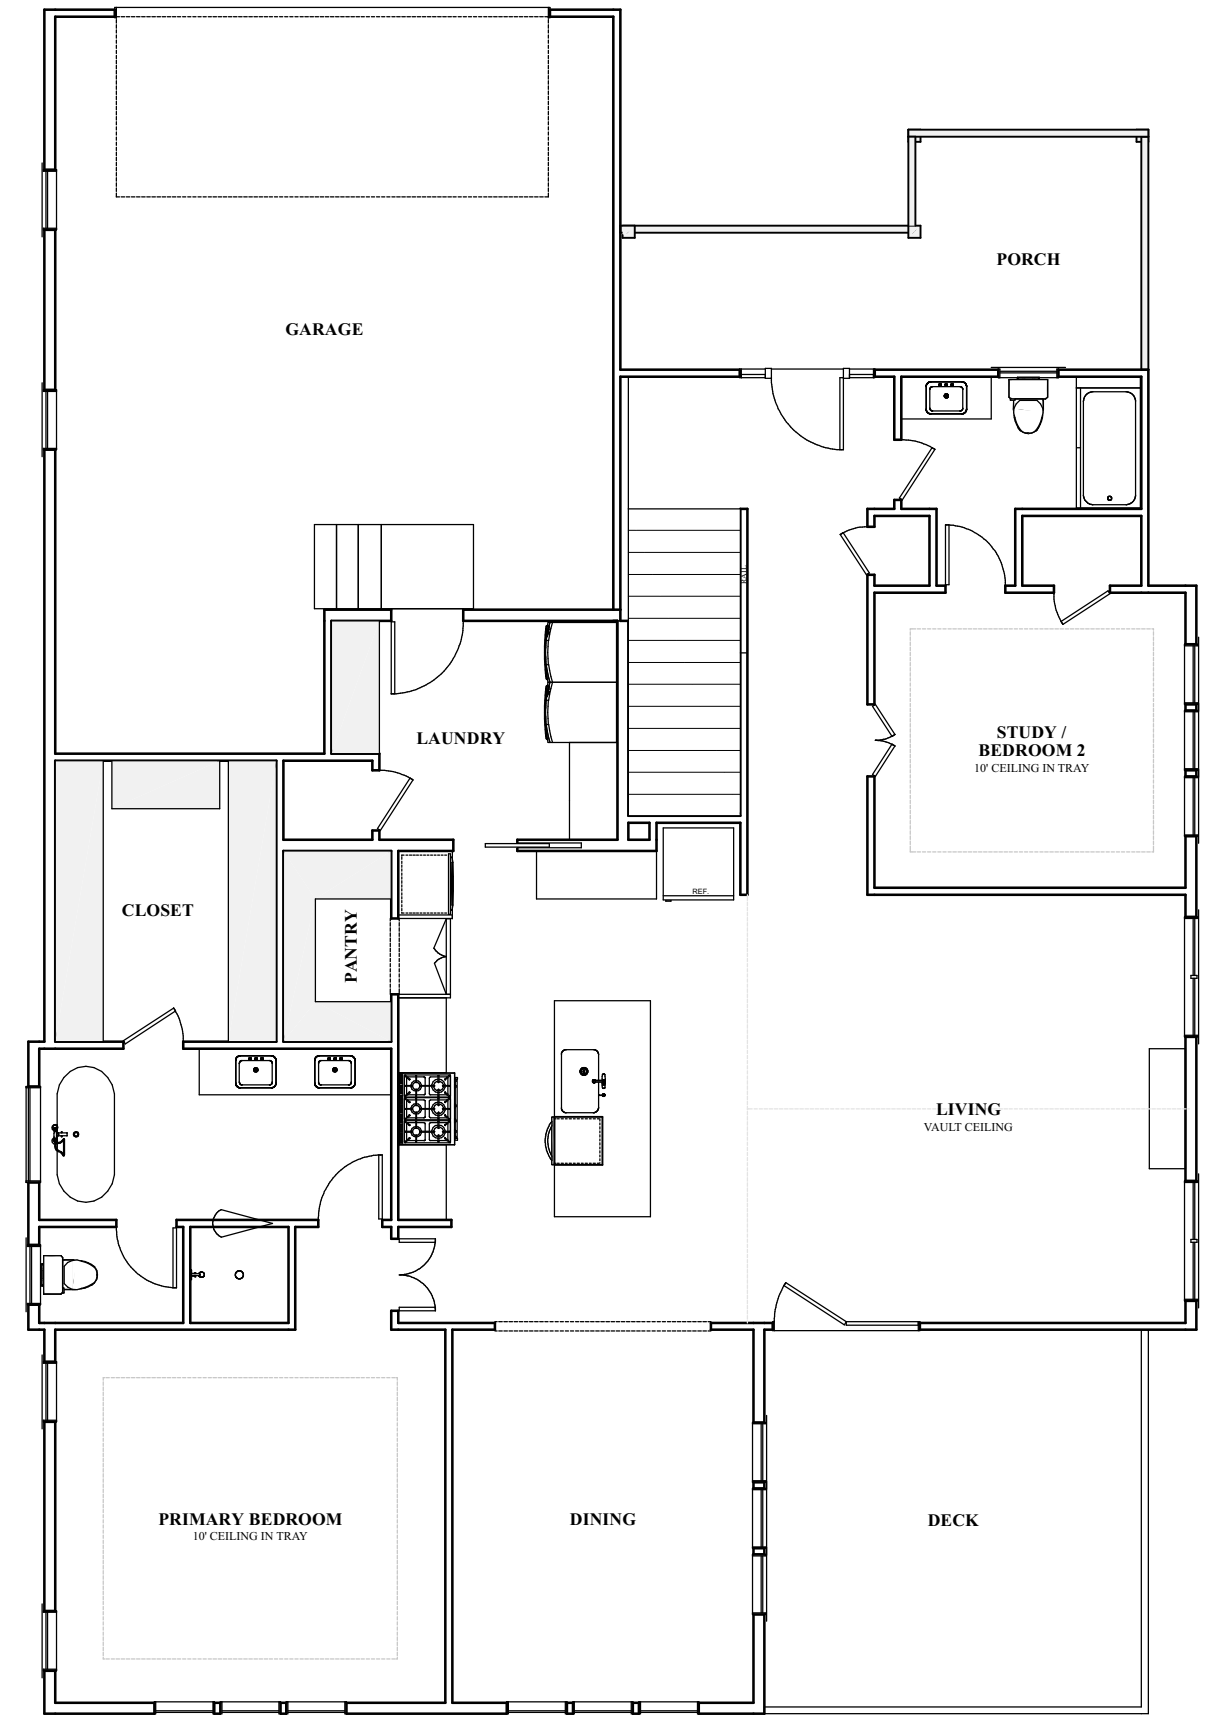 PORCH
GARAGE
RAIL
STUDY /
BEDROOM 2
10' CEILING IN TRAY
LAUNDRY
REF.
CLOSET
PANTRY
LIVING
VAULT CEILING
PRIMARY BEDROOM
10' CEILING IN TRAY
DINING
DECK